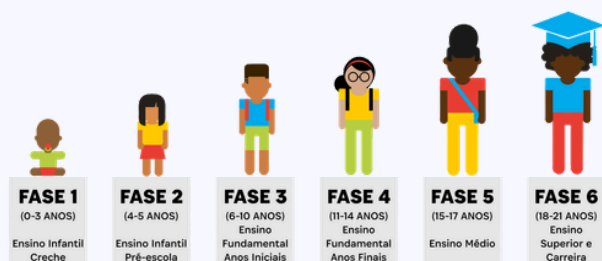 FASE 1
(0-3 ANOS)
Ensino Infantil
Creche
FASE 2
(4-5 ANOS)
Ensino Infantil
Pré-escola
FASE 3
(6-10 ANOS)
Ensino
Fundamental
Anos Iniciais
FASE 4
(11-14 ANOS)
Ensino
Fundamental
Anos Finais
FASE 5
(15-17 ANOS)
Ensino Médio
FASE 6
(18-21 ANOS)
Ensino
Superior e
Carreira